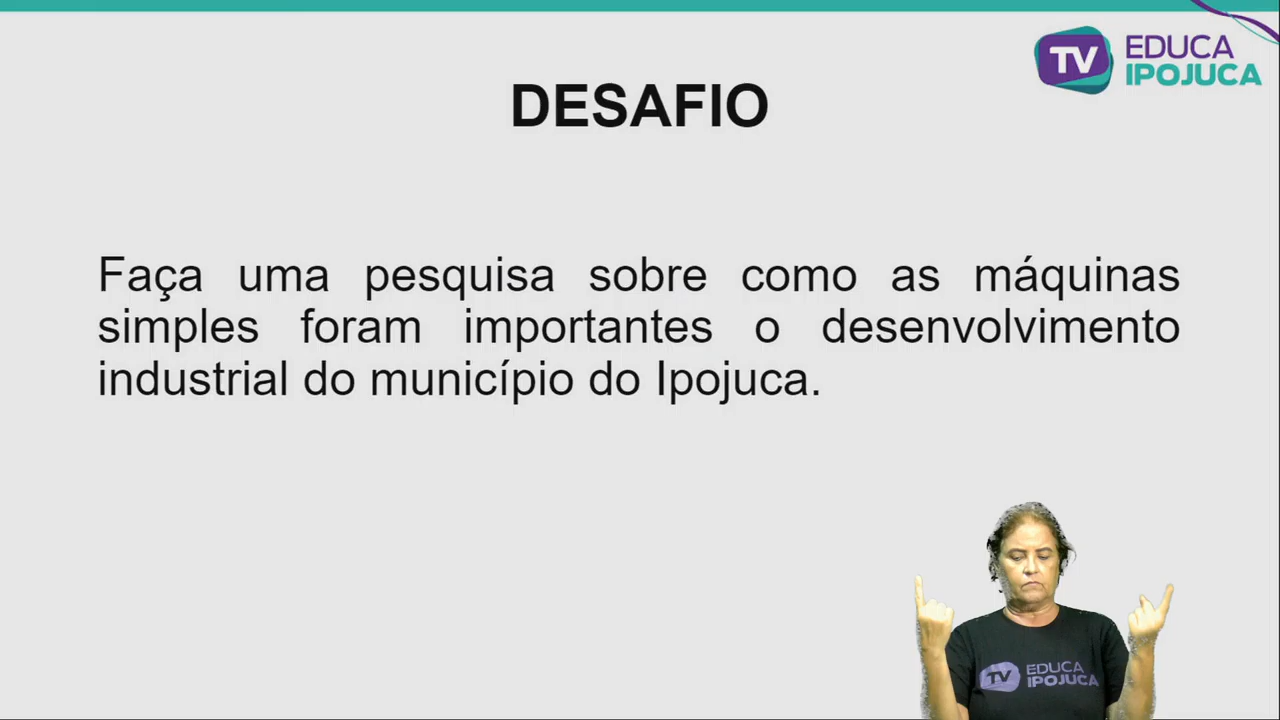 TV EDUCA
IPOJUCA
DESAFIO
Faça uma pesquisa sobre como as máquinas
simples foram importantes o desenvolvimento
industrial do município do Ipojuca.
TV EDUCA
IPOJUCA